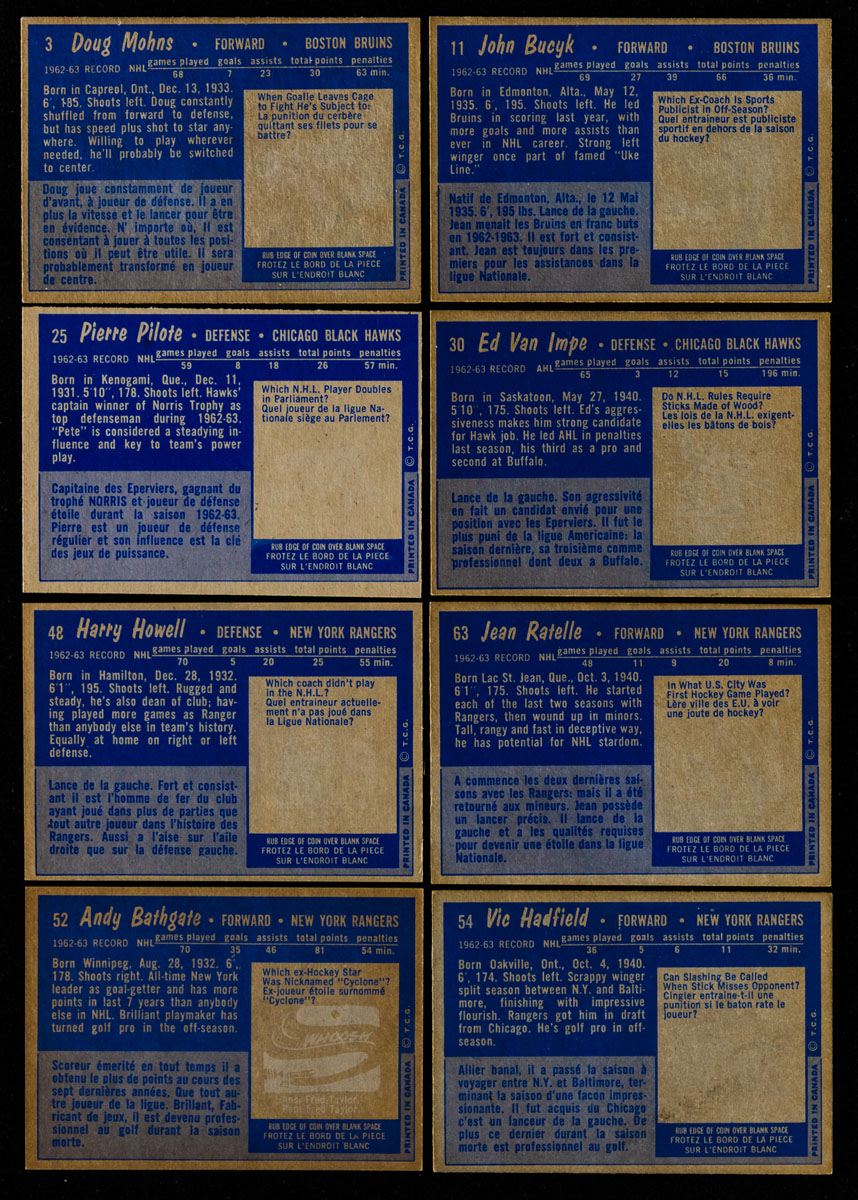 3 Doug Mohns • FORWARD • BOSTON BRUINS
games played goals assists total points penalties
1962-63 RECORD NHL 68 7 23 30 63 min.
Born in Capreol, Ont., Dec. 13, 1933.
6', 185. Shoots left. Doug constantly
shuffled from forward to defense,
but has speed plus shot to star any-
where. Willing to play wherever
needed, he'll probably be switched
to center.
When Goalie Leaves Cage
to Fight He's Subject to:
La punition du cerbère
quittant ses filets pour se
battre?
Doug joue constamment de joueur
d'avant, à joueur de défense. Il a en
plus la vitesse et le lancer pour être
en évidence. N' importe où, Il est
consentant à jouer à toutes les posi-
tions où il peut être utile. Il sera
probablement transformé en joueur
de centre.
RUB EDGE OF COIN OVER BLANK SPACE
FROTEZ LE BORD DE LA PIECE
SUR L'ENDROIT BLANC
PRINTED IN CANADA © T.C.G.
11 John Bucyk • FORWARD • BOSTON BRUINS
games played goals assists total points penalties
1962-63 RECORD NHL 69 27 39 66 36 min.
Born in Edmonton, Alta., May 12,
1935. 6', 195. Shoots left. He led
Bruins in scoring last year, with
more goals and more assists than
ever in NHL career. Strong left
winger once part of famed "Uke
Line."
Which Ex-Coach Is Sports
Publicist in Off-Season?
Quel entraineur est publiciste
sportif en dehors de la saison
du hockey?
Natif de Edmonton, Alta., le 12 Mai
1935. 6', 195 lbs. Lance de la gauche.
Jean menait les Bruins en franc buts
en 1962-1963. Il est fort et consist-
ant. Jean est toujours dans les pre-
miers pour les assistances dans la
ligue Nationale.
RUB EDGE OF COIN OVER BLANK SPACE
FROTEZ LE BORD DE LA PIECE
SUR L'ENDROIT BLANC
PRINTED IN CANADA © T.C.G.
25 Pierre Pilote • DEFENSE • CHICAGO BLACK HAWKS
games played goals assists total points penalties
1962-63 RECORD NHL 59 8 18 26 57 min.
Born in Kenogami, Que., Dec. 11,
1931. 5'10", 178. Shoots left. Hawks'
captain winner of Norris Trophy as
top defenseman during 1962-63.
"Pete" is considered a steadying in-
fluence and key to team's power
play.
Which N.H.L. Player Doubles
in Parliament?
Quel joueur de la ligue Na-
tionale siège au Parlement?
Capitaine des Eperviers, gagnant du
trophé NORRIS et joueur de défense
étoile durant la saison 1962-63.
Pierre est un joueur de défense
régulier et son influence est la clé
des jeux de puissance.
RUB EDGE OF COIN OVER BLANK SPACE
FROTEZ LE BORD DE LA PIECE
SUR L'ENDROIT BLANC
PRINTED IN CANADA © T.C.G.
30 Ed Van Impe • DEFENSE • CHICAGO BLACK HAWKS
games played goals assists total points penalties
1962-63 RECORD AHL 65 3 12 15 196 min.
Born in Saskatoon, May 27, 1940.
5'10", 175. Shoots left. Ed's aggres-
siveness makes him strong candidate
for Hawk job. He led AHL in penalties
last season, his third as a pro and
second at Buffalo.
Do N.H.L. Rules Require
Sticks Made of Wood?
Les lois de la N.H.L. exigent-
elles les bâtons de bois?
Lance de la gauche. Son agressivité
en fait un candidat envié pour une
position avec les Eperviers. Il fut le
plus puni de la ligue Americaine: la
saison dernière, sa troisième comme
professionnel dont deux a Buffalo.
RUB EDGE OF COIN OVER BLANK SPACE
FROTEZ LE BORD DE LA PIECE
SUR L'ENDROIT BLANC
PRINTED IN CANADA © T.C.G.
48 Harry Howell • DEFENSE • NEW YORK RANGERS
games played goals assists total points penalties
1962-63 RECORD NHL 70 5 20 25 55 min.
Born in Hamilton, Dec. 28, 1932.
6'1", 195. Shoots left. Rugged and
steady, he's also dean of club; hav-
ing played more games as Ranger
than anybody else in team's history.
Equally at home on right or left
defense.
Which coach didn't play
in the N.H.L.?
Quel entraineur actuelle-
ment n'a pas joué dans
la Ligue Nationale?
Lance de la gauche. Fort et consist-
ant il est l'homme de fer du club
ayant joué dans plus de parties que
tout autre joueur dans l'histoire des
Rangers. Aussi a l'aise sur l'aile
droite que sur la défense gauche.
RUB EDGE OF COIN OVER BLANK SPACE
FROTEZ LE BORD DE LA PIECE
SUR L'ENDROIT BLANC
PRINTED IN CANADA © T.C.G.
63 Jean Ratelle • FORWARD • NEW YORK RANGERS
games played goals assists total points penalties
1962-63 RECORD NHL 48 11 9 20 8 min.
Born Lac St. Jean, Que., Oct. 3, 1940.
6'1", 175. Shoots left. He started
each of the last two seasons with
Rangers, then wound up in minors.
Tall, rangy and fast in deceptive way,
he has potential for NHL stardom.
In What U.S. City Was
First Hockey Game Played?
Lère ville des E.U. à voir
une joute de hockey?
A commence les deux dernières sai-
sons avec les Rangers: mais il a été
retourné aux mineurs. Jean possède
un lancer précis. Il lance de la
gauche et a les qualités requises
pour devenir une étoile dans la ligue
Nationale.
RUB EDGE OF COIN OVER BLANK SPACE
FROTEZ LE BORD DE LA PIECE
SUR L'ENDROIT BLANC
PRINTED IN CANADA © T.C.G.
52 Andy Bathgate • FORWARD • NEW YORK RANGERS
games played goals assists total points penalties
1962-63 RECORD NHL 70 35 46 81 54 min.
Born Winnipeg, Aug. 28, 1932. 6',
178. Shoots right. All-time New York
leader as goal-getter and has more
points in last 7 years than anybody
else in NHL. Brilliant playmaker has
turned golf pro in the off-season.
Which ex-Hockey Star
Was Nicknamed "Cyclone"?
Ex-joueur étoile surnommé
"Cyclone"?
WHOOSH
Ans. Fred Taylor
Taylor
Scoreur émérité en tout temps il a
obtenu le plus de points au cours des
sept dernières années. Que tout au-
tre joueur de la ligue. Brillant, Fab-
ricant de jeux, il est devenu profes-
sionnel au golf durant la saison
morte.
RUB EDGE OF COIN OVER BLANK SPACE
FROTEZ LE BORD DE LA PIECE
SUR L'ENDROIT BLANC
PRINTED IN CANADA © T.C.G.
54 Vic Hadfield • FORWARD • NEW YORK RANGERS
games played goals assists total points penalties
1962-63 RECORD NHL 36 5 6 11 32 min.
Born Oakville, Ont., Oct. 4, 1940.
6', 174. Shoots left. Scrappy winger
split season between N.Y. and Balti-
more, finishing with impressive
flourish. Rangers got him in draft
from Chicago. He's golf pro in off-
season.
Can Slashing Be Called
When Stick Misses Opponent?
Cingler entraine-t-il une
punition si le baton rate le
joueur?
Ailier banal, il a passé la saison à
voyager entre N.Y. et Baltimore, ter-
minant la saison d'une facon impres-
sionante. Il fut acquis du Chicago
c'est un lanceur de la gauche. De
plus ce dernier durant la saison
morte est professionnel au golf.
RUB EDGE OF COIN OVER BLANK SPACE
FROTEZ LE BORD DE LA PIECE
SUR L'ENDROIT BLANC
PRINTED IN CANADA © T.C.G.